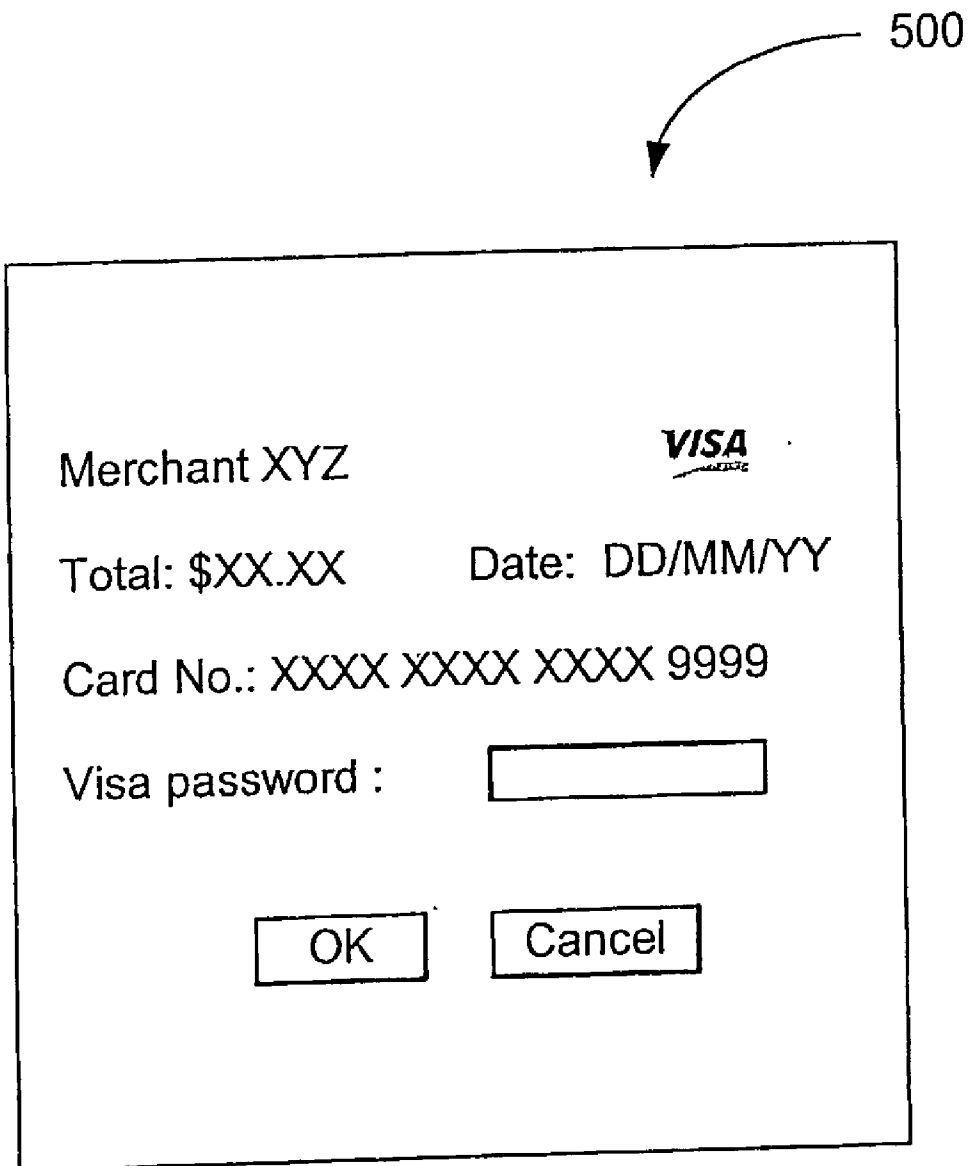 500
Merchant XYZ VISA
Total: $XX.XX Date: DD/MM/YY
Card No.: XXXX XXXX XXXX 9999
Visa password :
OK Cancel